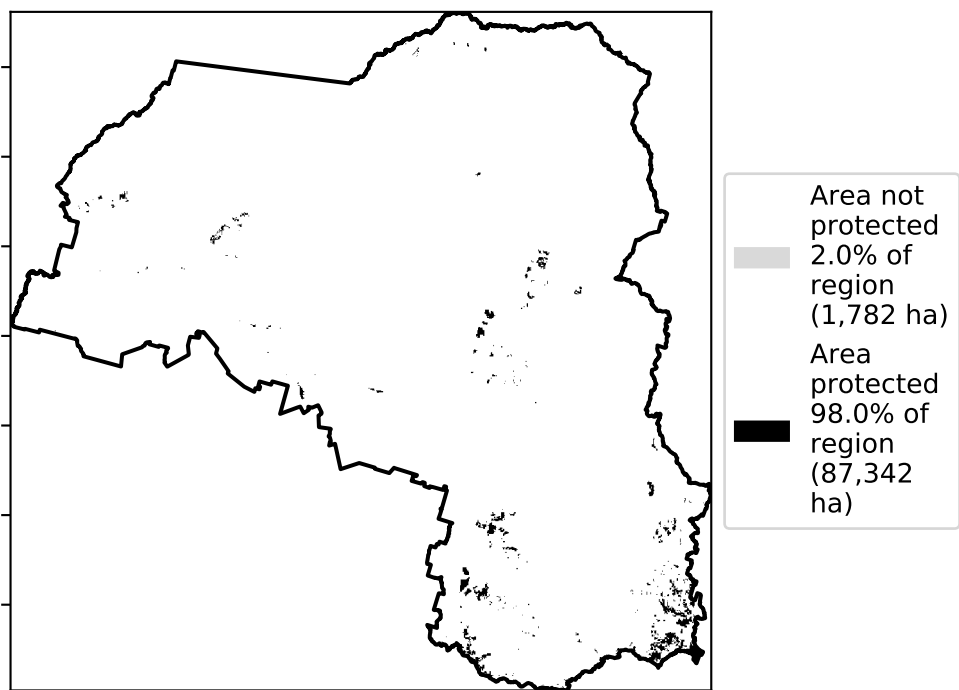 Area not
protected
2.0% of
region
(1,782 ha)
Area
protected
98.0% of
region
(87,342
ha)